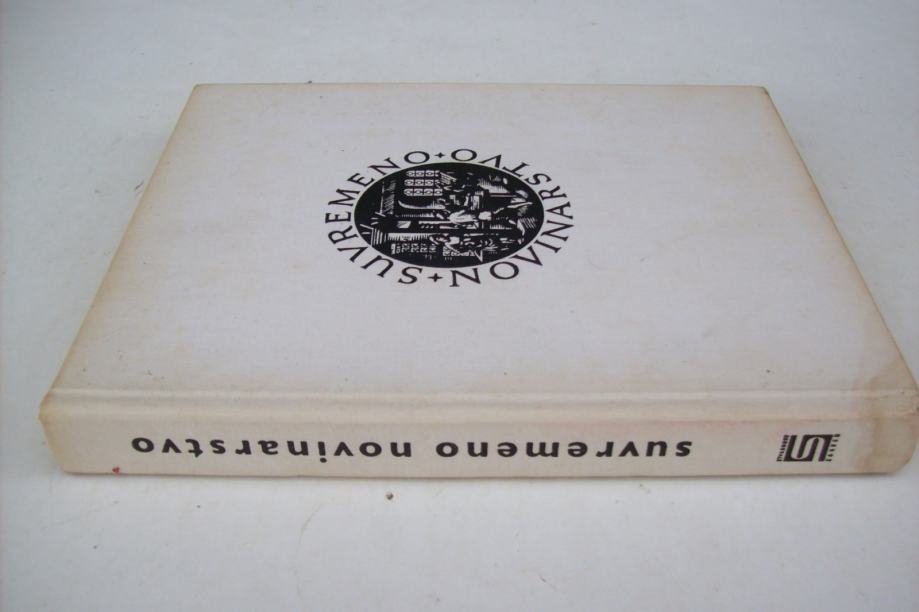 SUVREMENO + NOVINARSTVO +
suvremeno novinarstvo